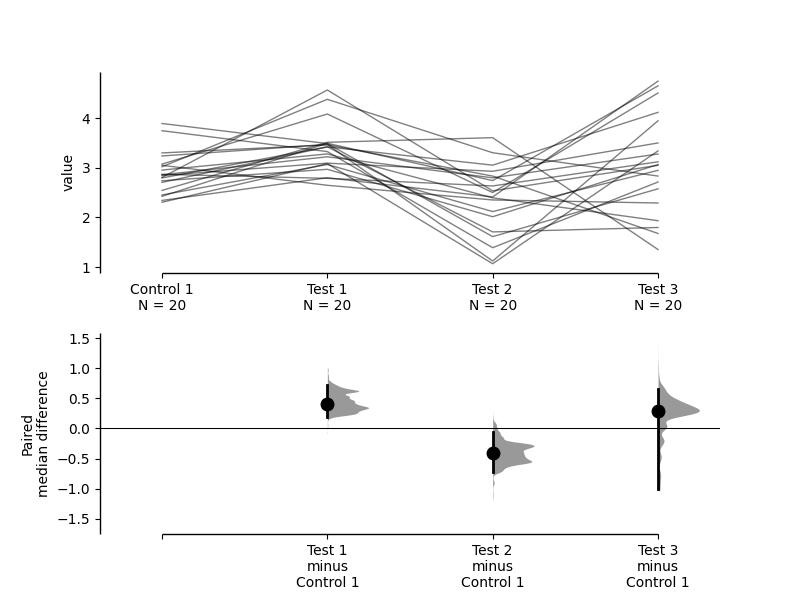 4
3
2
1
value
Control 1
N = 20
Test 1
N = 20
Test 2
N = 20
Test 3
N = 20
1.5
1.0
0.5
0.0
−0.5
−1.0
−1.5
Paired
median difference
Test 1
minus
Control 1
Test 2
minus
Control 1
Test 3
minus
Control 1